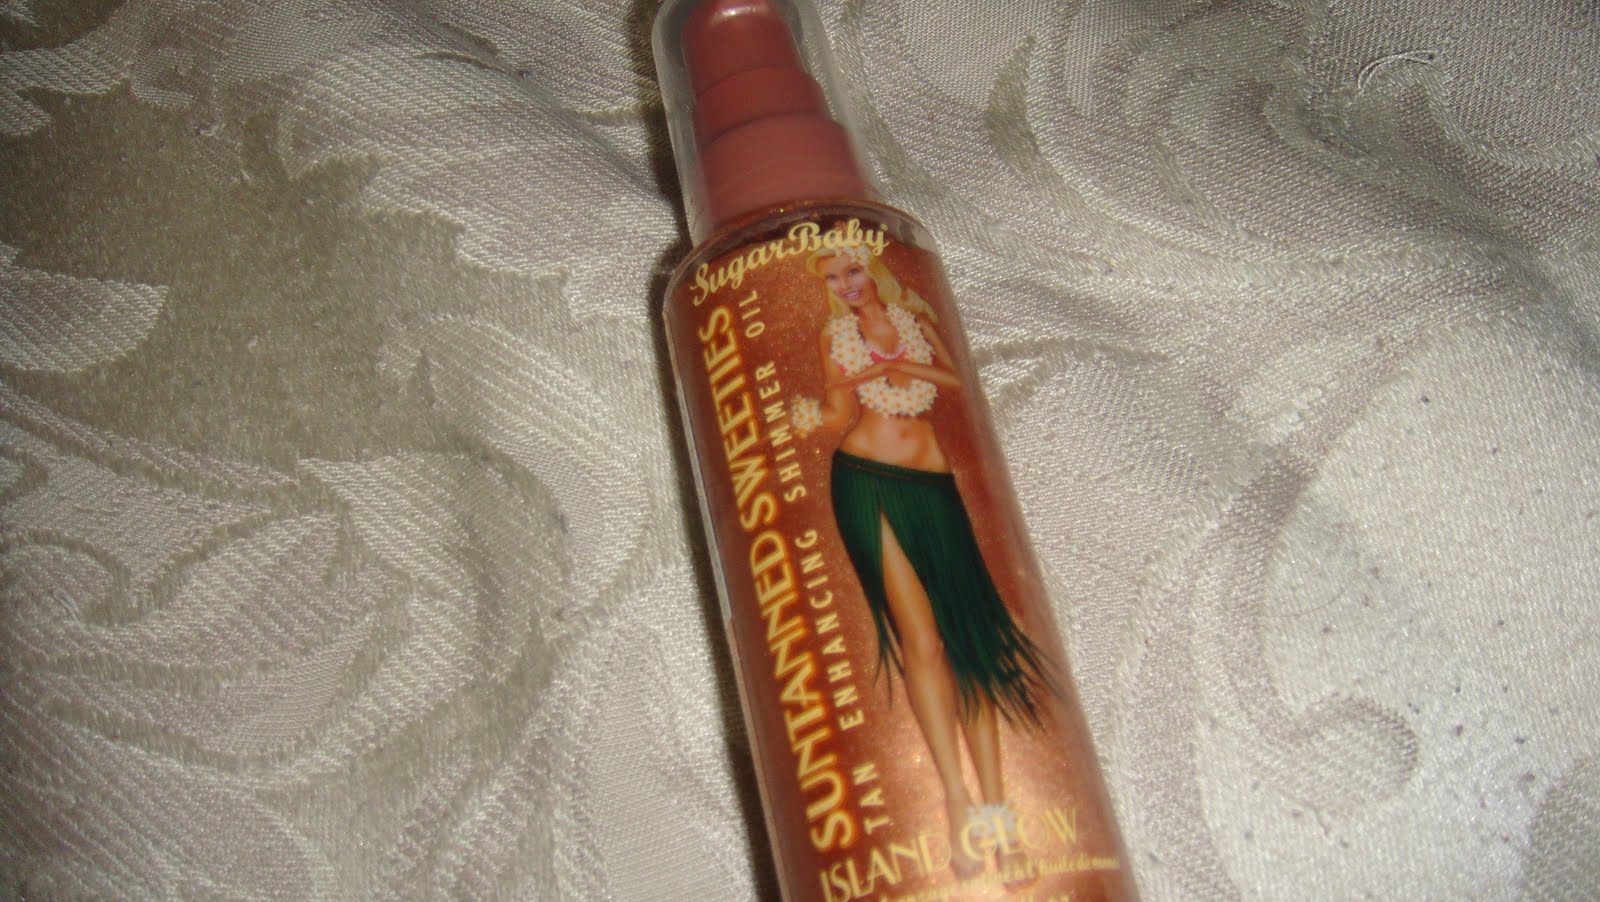 SugarBaby
SUNTANNED SWEETIES
TAN ENHANCING SHIMMER OIL
ISLAND GLOW